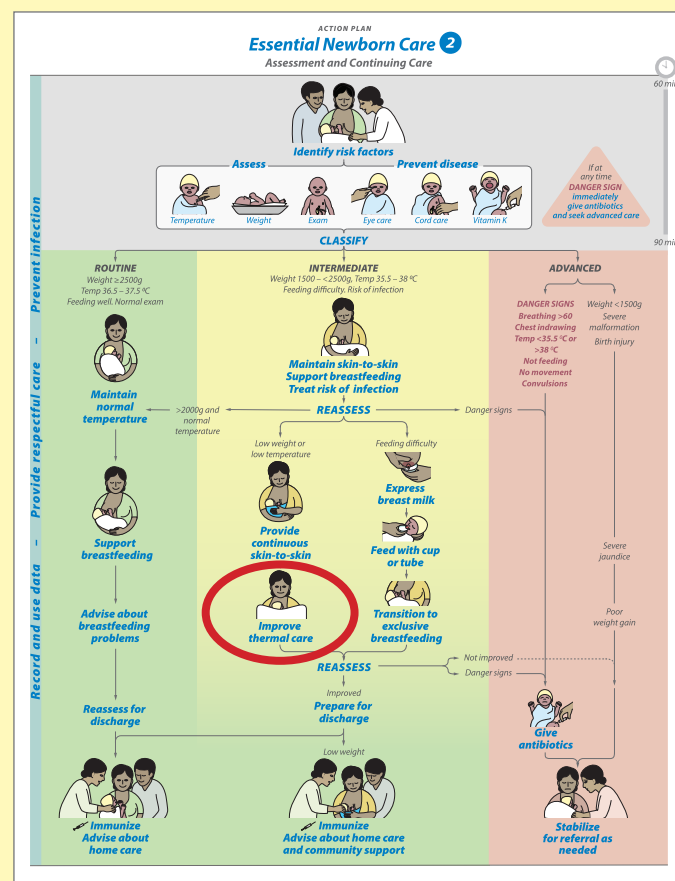 ACTION PLAN
Essential Newborn Care 2
Assessment and Continuing Care
60 min
Identify risk factors
Assess
Prevent disease
Temperature
Weight
Exam
Eye care
Cord care
Vitamin K
If at
any time
DANGER SIGN
immediately
give antibiotics
and seek advanced care
CLASSIFY
90 min
Prevent infection
– Provide respectful care –
Record and use data
ROUTINE
Weight ≥2500g
Temp 36.5 – 37.5 ºC
Feeding well. Normal exam
INTERMEDIATE
Weight 1500 – <2500g, Temp 35.5 – 38 ºC
Feeding difficulty. Risk of infection
ADVANCED
DANGER SIGNS
Breathing >60
Chest indrawing
Temp <35.5 ºC or
>38 ºC
Not feeding
No movement
Convulsions
Weight <1500g
Severe
malformation
Birth injury
Maintain
normal
temperature
Maintain skin-to-skin
Support breastfeeding
Treat risk of infection
>2000g and
normal
temperature
REASSESS
Danger signs
Low weight or
low temperature
Feeding difficulty
Support
breastfeeding
Provide
continuous
skin-to-skin
Express
breast milk
Feed with cup
or tube
Severe
jaundice
Advise about
breastfeeding
problems
Improve
thermal care
Transition to
exclusive
breastfeeding
Poor
weight gain
REASSESS
Not improved
Danger signs
Reassess for
discharge
Improved
Prepare for
discharge
Low weight
Give
antibiotics
Immunize
Advise about
home care
Immunize
Advise about home care
and community support
Stabilize
for referral as
needed